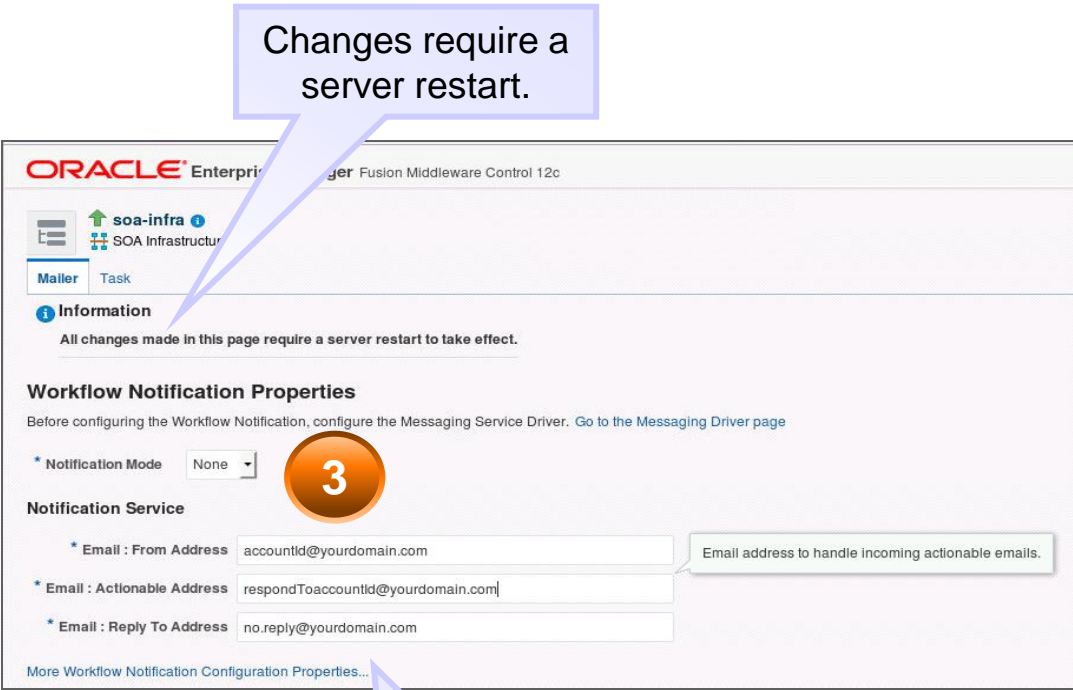 Changes require a
server restart.
ORACLE Enterpri ger Fusion Middleware Control 12c
soa-infra
SOA Infrastructu
Mailer Task
Information
All changes made in this page require a server restart to take effect.
Workflow Notification Properties
Before configuring the Workflow Notification, configure the Messaging Service Driver. Go to the Messaging Driver page
* Notification Mode None
3
Notification Service
* Email : From Address accountId@yourdomain.com
Email address to handle incoming actionable emails.
* Email : Actionable Address respondToaccountId@yourdomain.com
* Email : Reply To Address no.reply@yourdomain.com
More Workflow Notification Configuration Properties...